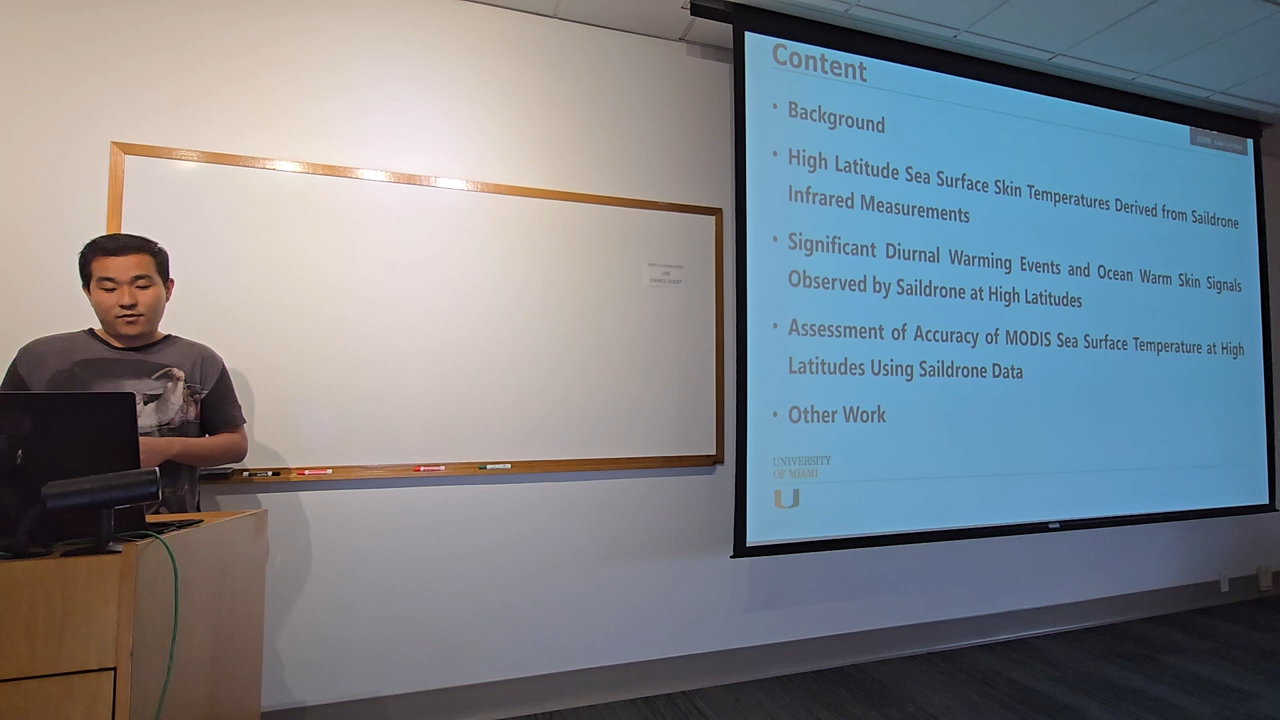 Content
• Background
• High Latitude Sea Surface Skin Temperatures Derived from Saildrone
Infrared Measurements
• Significant Diurnal Warming Events and Ocean Warm Skin Signals
Observed by Saildrone at High Latitudes
• Assessment of Accuracy of MODIS Sea Surface Temperature at High
Latitudes Using Saildrone Data
• Other Work
UNIVERSITY
OF MIAMI
U